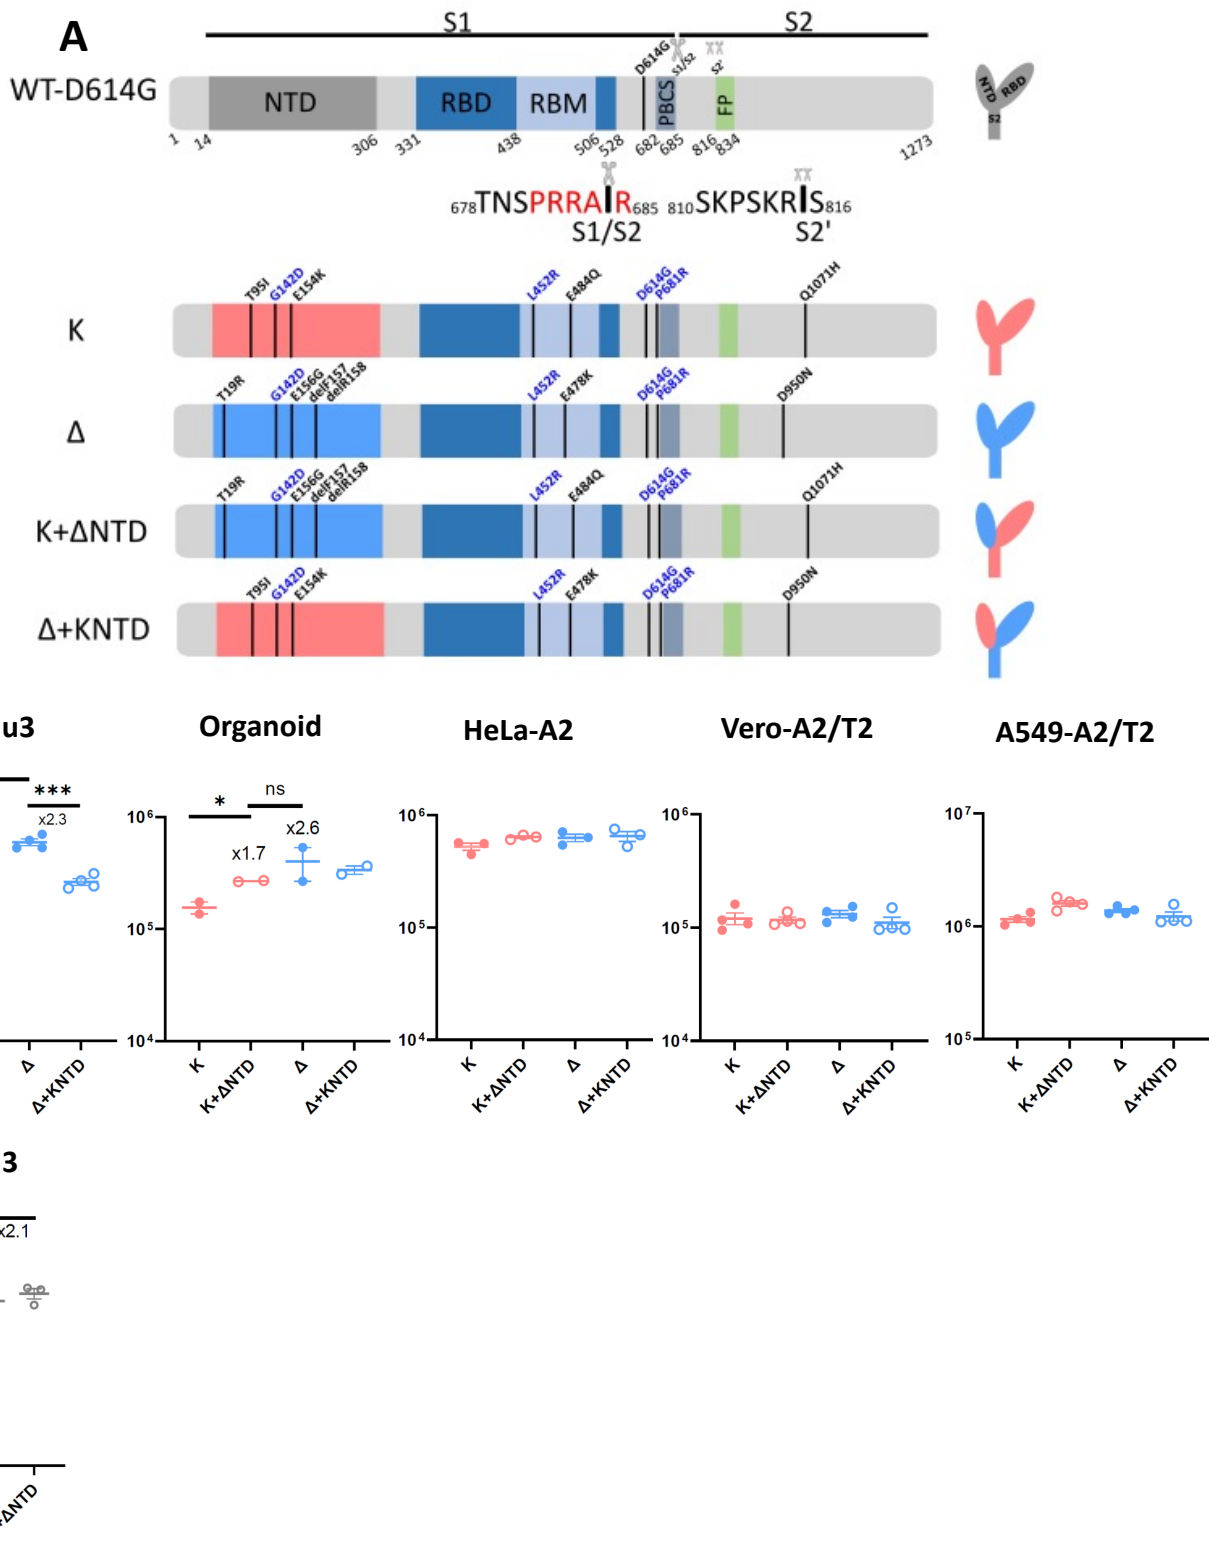 A
S1
S2
WT-D614G
NTD
RBD
RBM
D614G
PBCS
S1/S2
S2'
FP
NTD
RBD
S2
1
14
306
331
438
506
528
682
685
816
834
1273
678TNSPRRAIR685
810SKPSKRIS816
S1/S2
S2'
K
T95I
G142D
E154K
L452R
E484Q
D614G
P681R
Q1071H
Δ
T19R
G142D
E156G
delF157
delR158
L452R
E478K
D614G
P681R
D950N
K+ΔNTD
T19R
G142D
E156G
delF157
delR158
L452R
E484Q
D614G
P681R
Q1071H
Δ+KNTD
T95I
G142D
E154K
L452R
E478K
D614G
P681R
D950N
u3
***
x2.3
Δ
Δ+KNTD
Organoid
*
ns
x1.7
x2.6
10⁶
10⁵
10⁴
K
K+ΔNTD
Δ
Δ+KNTD
HeLa-A2
10⁶
10⁵
10⁴
K
K+ΔNTD
Δ
Δ+KNTD
Vero-A2/T2
10⁶
10⁵
10⁴
K
K+ΔNTD
Δ
Δ+KNTD
A549-A2/T2
10⁷
10⁶
10⁵
K
K+ΔNTD
Δ
Δ+KNTD
3
x2.1
+ΔNTD